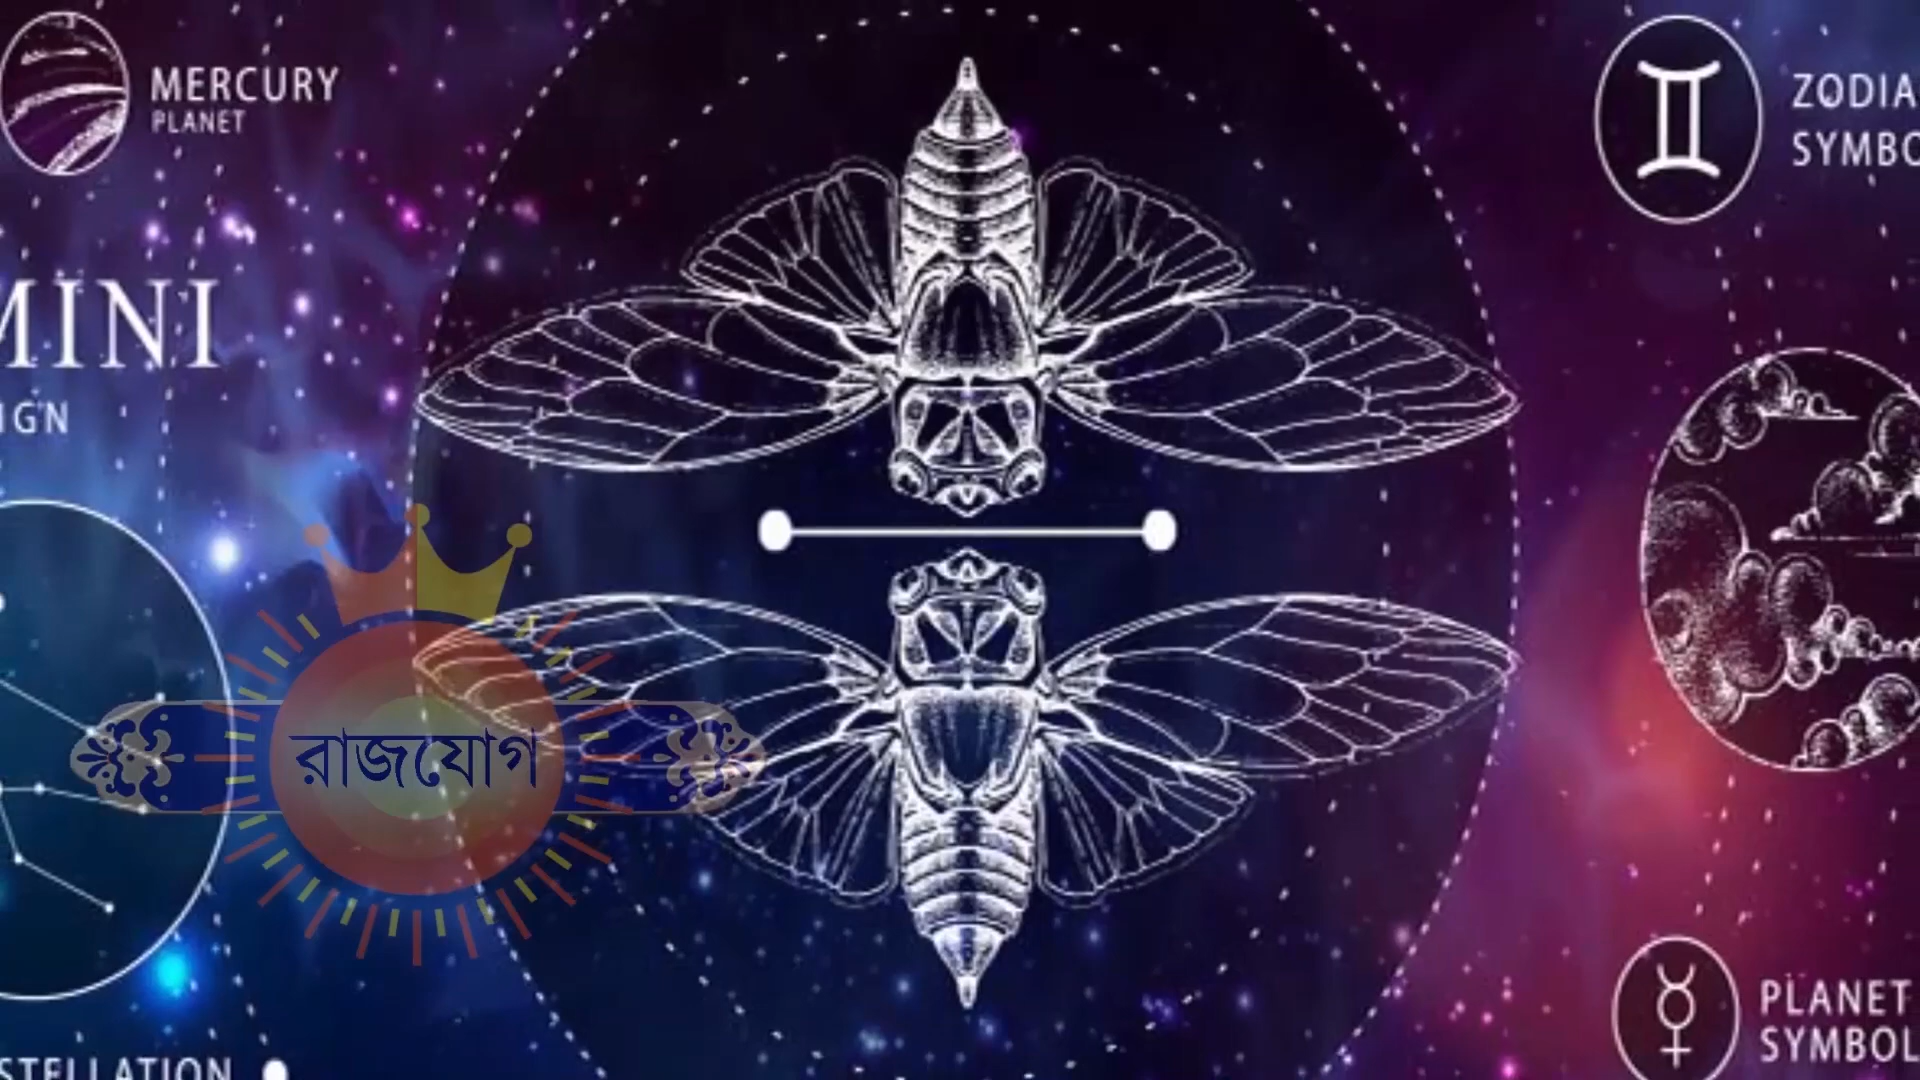 MERCURY
PLANET
ZODIA
SYMBO
MINI
IGN
রাজযোগ
PLANET
SYMBOL
STELLATION